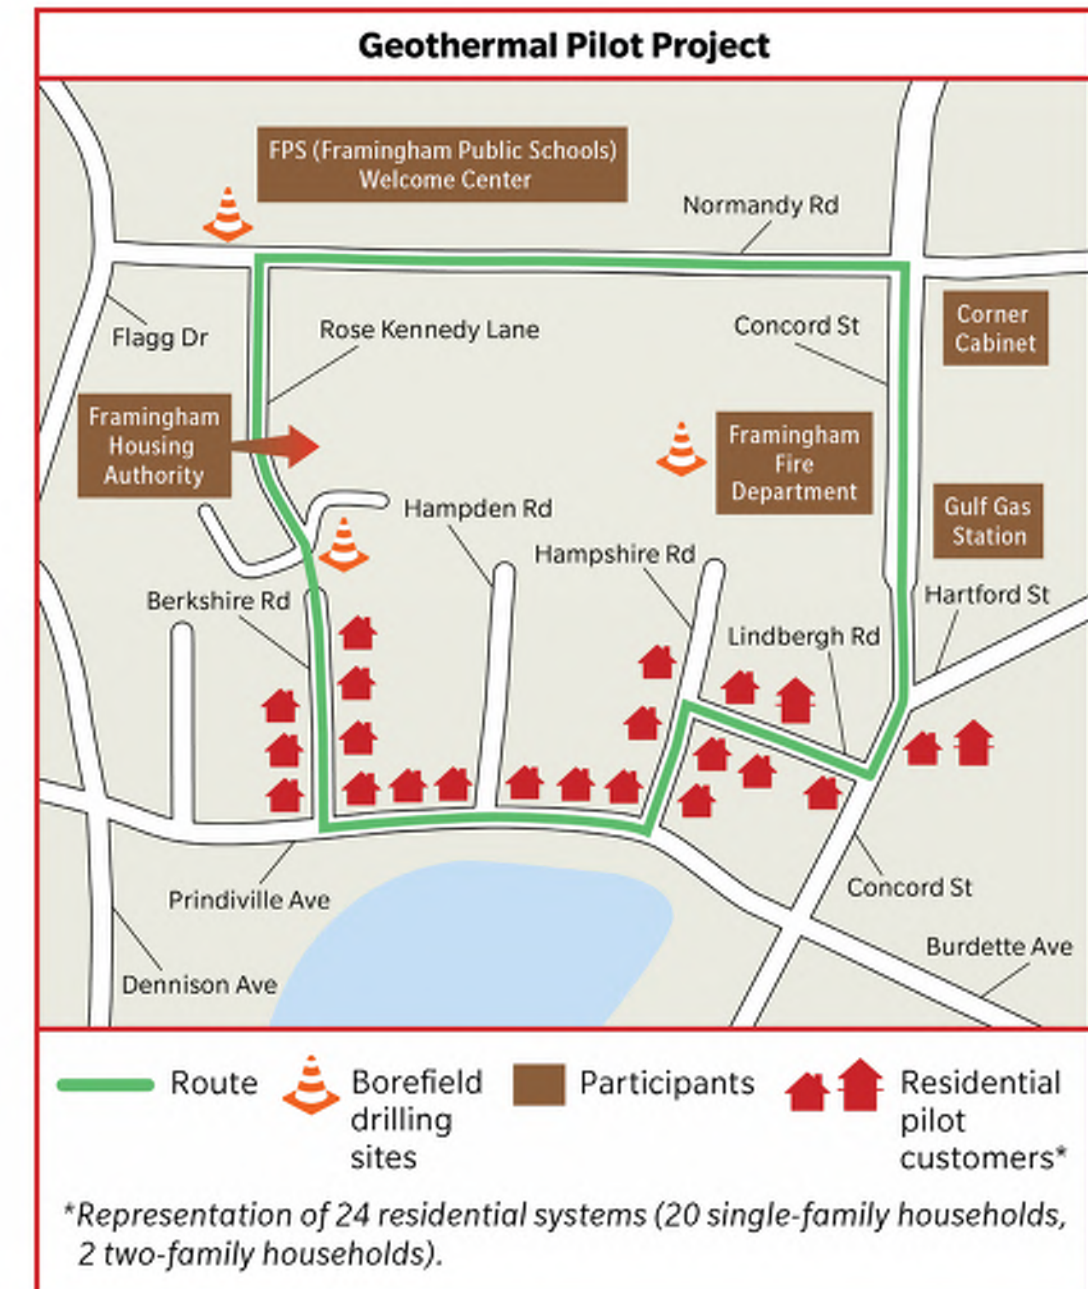 Geothermal Pilot Project
FPS (Framingham Public Schools)
Welcome Center
Normandy Rd
Flagg Dr
Rose Kennedy Lane
Concord St
Corner
Cabinet
Framingham
Housing
Authority
Framingham
Fire
Department
Gulf Gas
Station
Hampden Rd
Hampshire Rd
Berkshire Rd
Hartford St
Lindbergh Rd
Prindiville Ave
Concord St
Burdette Ave
Dennison Ave
Route
Borefield
drilling
sites
Participants
Residential
pilot
customers*
*Representation of 24 residential systems (20 single-family households,
2 two-family households).